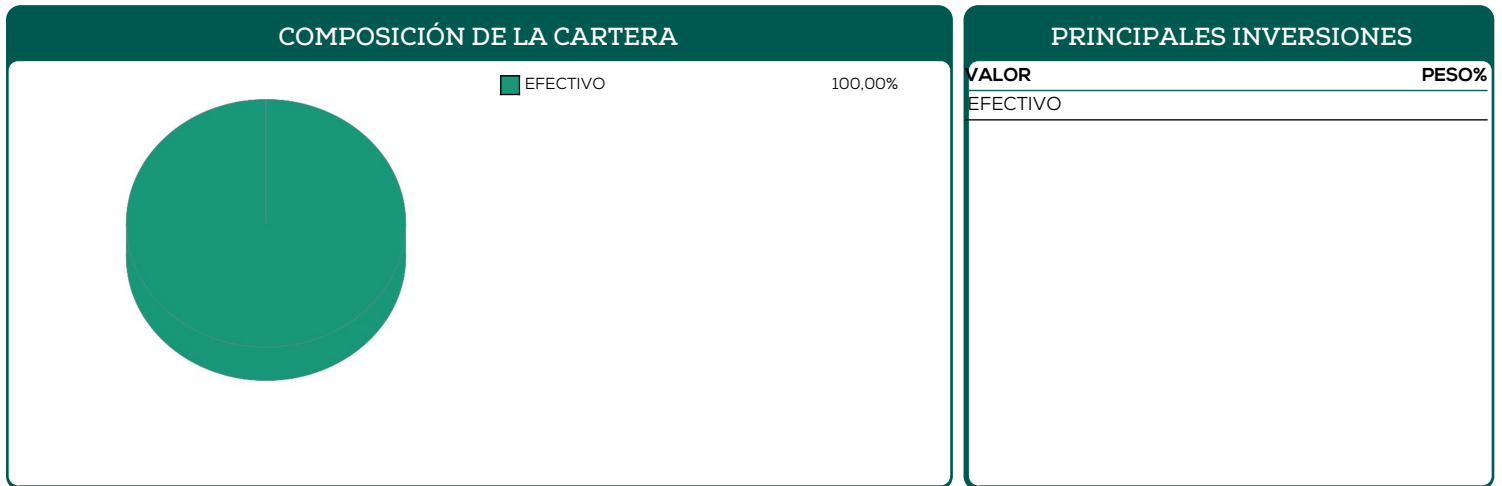 COMPOSICIÓN DE LA CARTERA
EFECTIVO 100,00%
PRINCIPALES INVERSIONES
VALOR PESO%
EFECTIVO